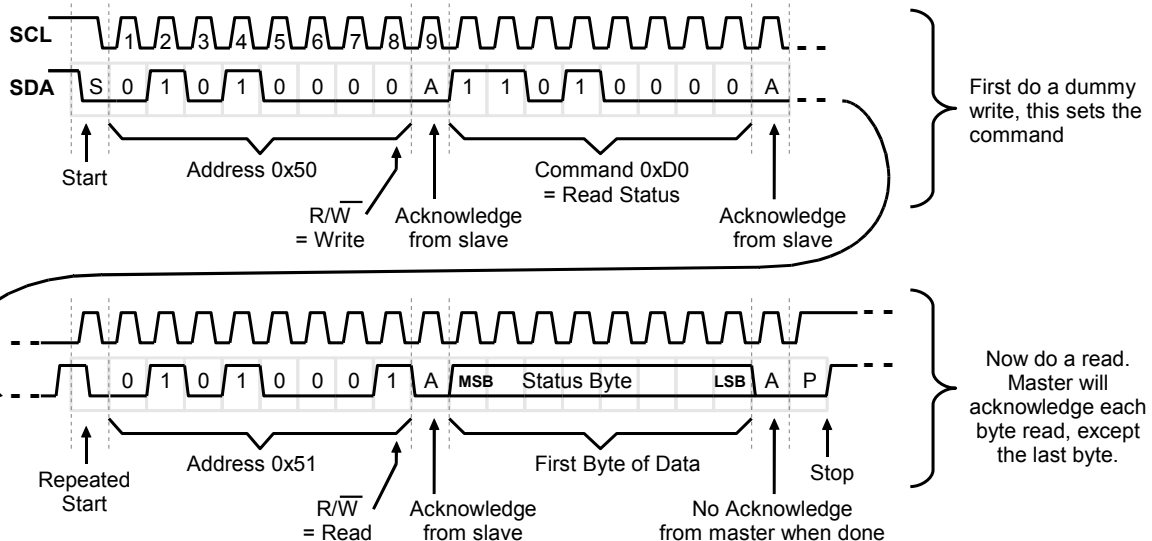 SCL 1 2 3 4 5 6 7 8 9
SDA S 0 1 0 1 0 0 0 0 A 1 1 0 1 0 0 0 0 A
Start
Address 0x50
R/W
= Write
Acknowledge
from slave
Command 0xD0
= Read Status
Acknowledge
from slave
First do a dummy
write, this sets the
command
0 1 0 1 0 0 0 1 A MSB Status Byte LSB A P
Repeated
Start
Address 0x51
R/W
= Read
Acknowledge
from slave
First Byte of Data
No Acknowledge
from master when done
Stop
Now do a read.
Master will
acknowledge each
byte read, except
the last byte.